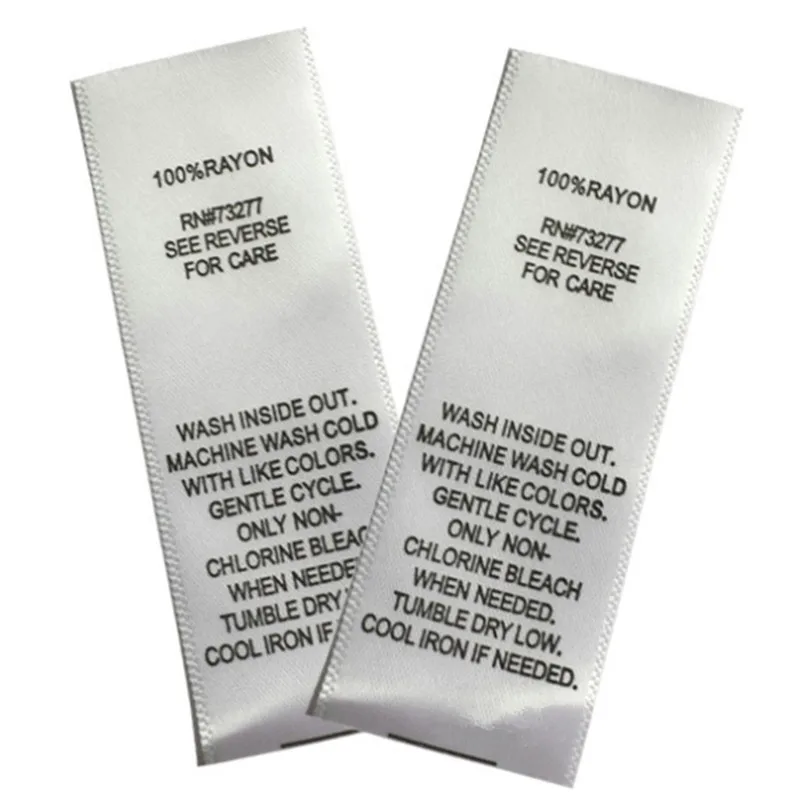 100%RAYON
RN#73277
SEE REVERSE
FOR CARE
WASH INSIDE OUT.
MACHINE WASH COLD
WITH LIKE COLORS.
GENTLE CYCLE.
ONLY NON-
CHLORINE BLEAC
WHEN NEEDE
TUMBLE DRY
COOL IRON IF
100%RAYON
RN#73277
SEE REVERSE
FOR CARE
WASH INSIDE OUT.
MACHINE WASH COLD
WITH LIKE COLORS.
GENTLE CYCLE.
ONLY NON-
CHLORINE BLEACH
WHEN NEEDED.
TUMBLE DRY LOW.
COOL IRON IF NEEDED.